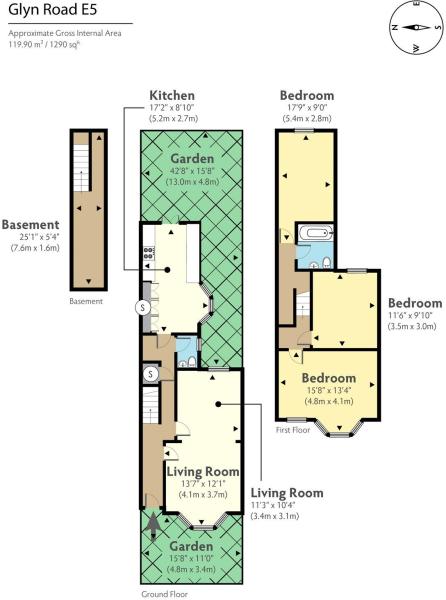 Glyn Road E5
Approximate Gross Internal Area
119.90 m² / 1290 sqᶠᵗ
N
E
S
W
Kitchen
17'2" x 8'10"
(5.2m x 2.7m)
Bedroom
17'9" x 9'0"
(5.4m x 2.8m)
Garden
42'8" x 15'8"
(13.0m x 4.8m)
Basement
25'1" x 5'4"
(7.6m x 1.6m)
Basement
S
Bedroom
11'6" x 9'10"
(3.5m x 3.0m)
S
Bedroom
15'8" x 13'4"
(4.8m x 4.1m)
First Floor
Living Room
13'7" x 12'1"
(4.1m x 3.7m)
Living Room
11'3" x 10'4"
(3.4m x 3.1m)
Garden
15'8" x 11'0"
(4.8m x 3.4m)
Ground Floor